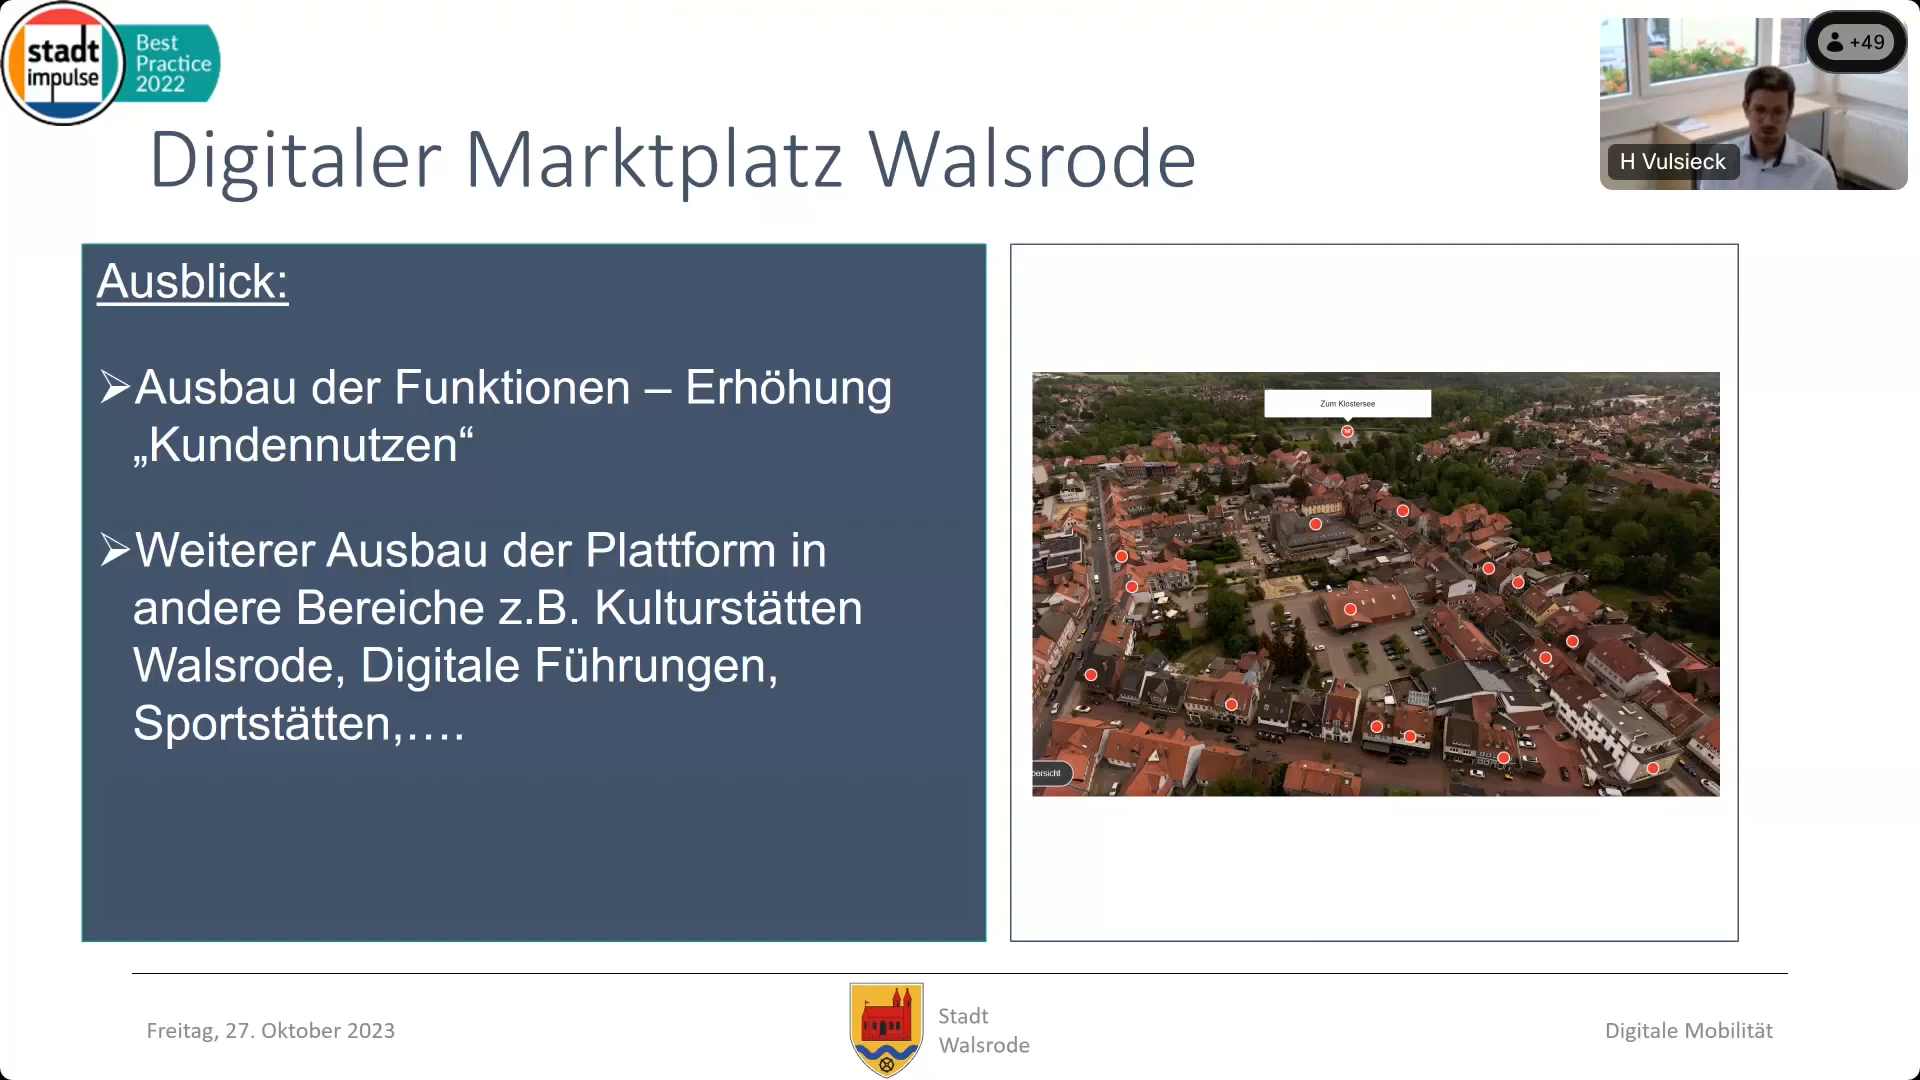 stadt
impulse
Best
Practice
2022
+49
H Vulsieck
Digitaler Marktplatz Walsrode
Ausblick:
➢Ausbau der Funktionen – Erhöhung
„Kundennutzen“
➢Weiterer Ausbau der Plattform in
andere Bereiche z.B. Kulturstätten
Walsrode, Digitale Führungen,
Sportstätten,….
Zum Klostersee
bersicht
Freitag, 27. Oktober 2023
Stadt
Walsrode
Digitale Mobilität